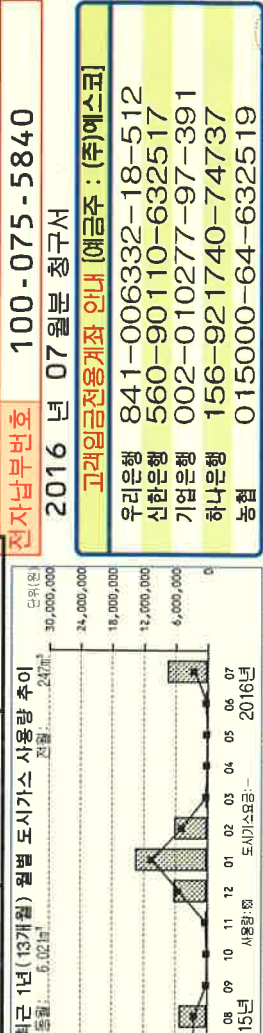 전자납부번호 100-075-5840
2016 년 07 월분 청구서
고객입금전용계좌 안내 [예금주 : (주)예스코]
우리은행 841-006332-18-512
신한은행 560-90110-632517
기업은행 002-010277-97-391
하나은행 156-921740-74737
농협 015000-64-632519
최근 1년(13개월) 월별 도시가스 사용량 추이
동월: 6,021㎥ 전월: 247㎥
단위(원)
30,000,000
24,000,000
18,000,000
12,000,000
6,000,000
0
08 09 10 11 12 01 02 03 04 05 06 07
15년 사용량: 도시가스요금: 2016년